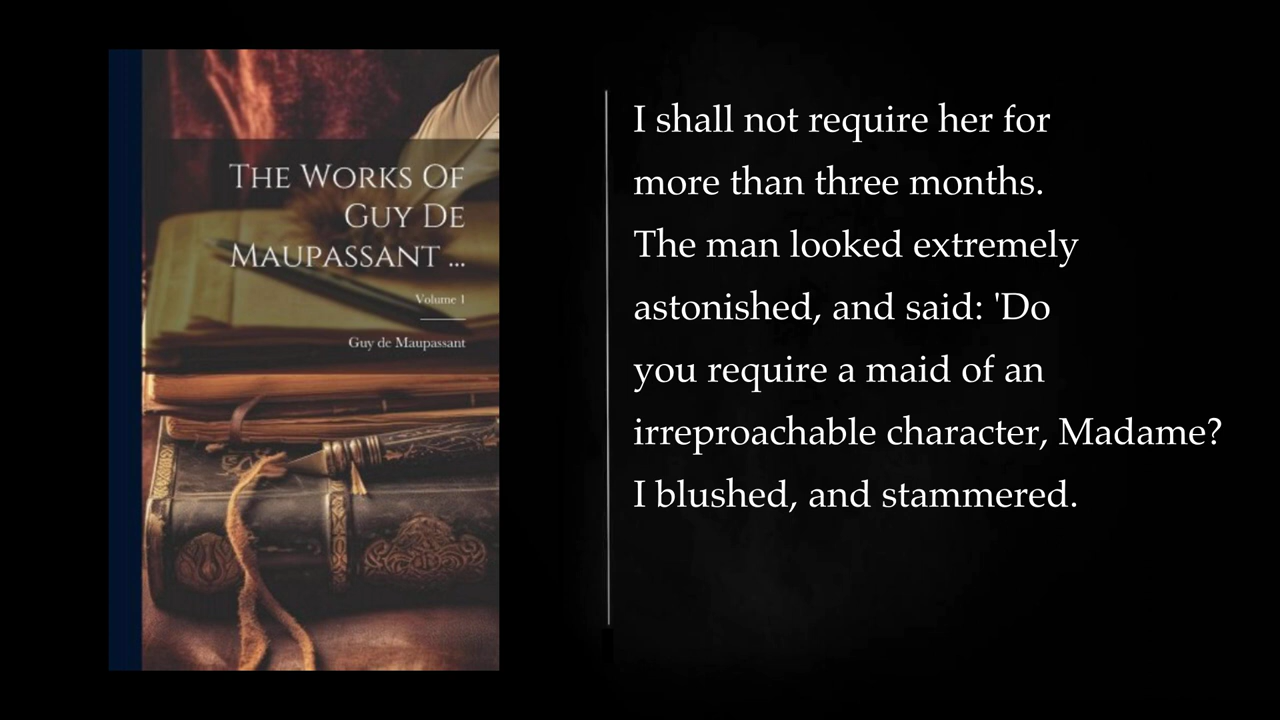 The Works Of
Guy De
Maupassant ...
Volume 1
Guy de Maupassant
I shall not require her for
more than three months.
The man looked extremely
astonished, and said: 'Do
you require a maid of an
irreproachable character, Madame?
I blushed, and stammered.